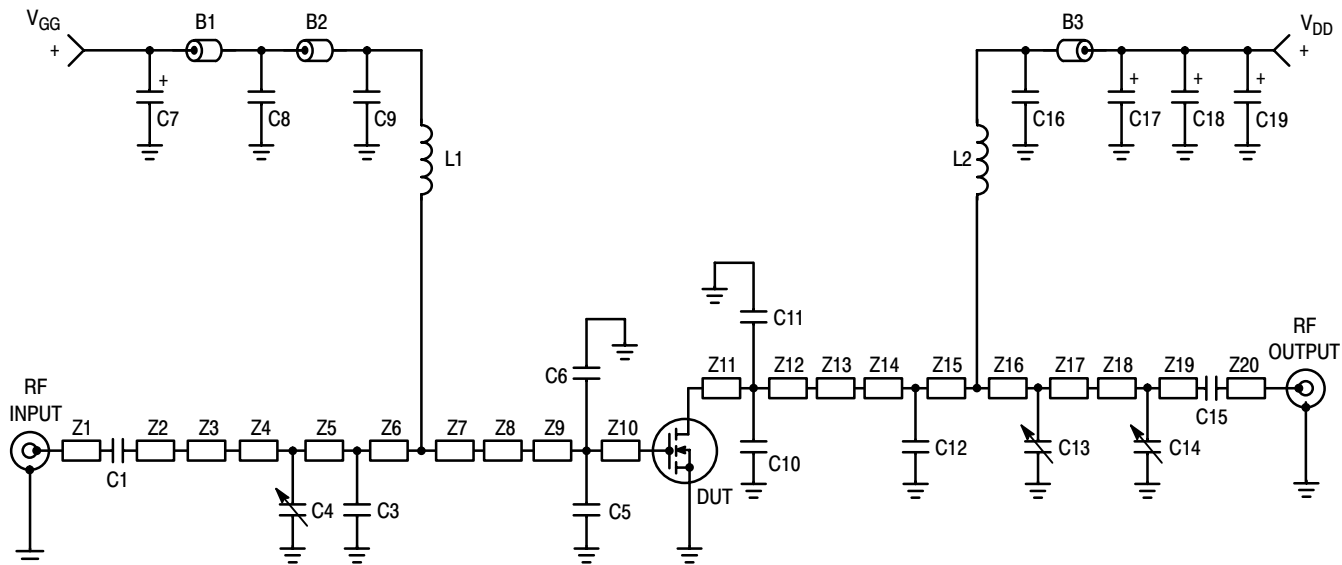 VGG
+
B1
B2
B3
VDD
+
+
C7
C8
C9
C16
+
C17
+
C18
+
C19
L1
L2
C11
C6
RF
INPUT
Z1
C1
Z2
Z3
Z4
Z5
Z6
Z7
Z8
Z9
Z10
Z11
Z12
Z13
Z14
Z15
Z16
Z17
Z18
Z19
Z20
RF
OUTPUT
C15
C4
C3
C5
DUT
C10
C12
C13
C14